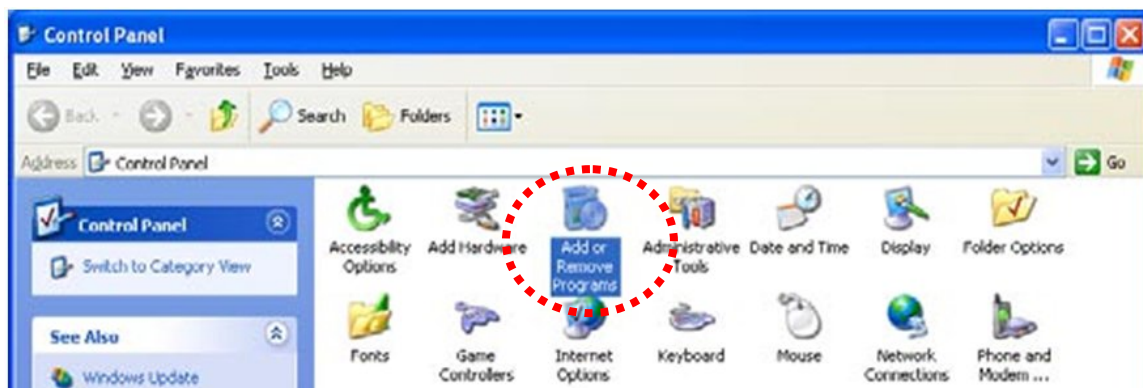 Control Panel
File Edit View Favorites Tools Help
Back Search Folders
Address Control Panel Go
Control Panel
Switch to Category View
See Also
Windows Update
Accessibility Options
Add Hardware
Add or Remove Programs
Administrative Tools
Date and Time
Display
Folder Options
Fonts
Game Controllers
Internet Options
Keyboard
Mouse
Network Connections
Phone and Modem ...